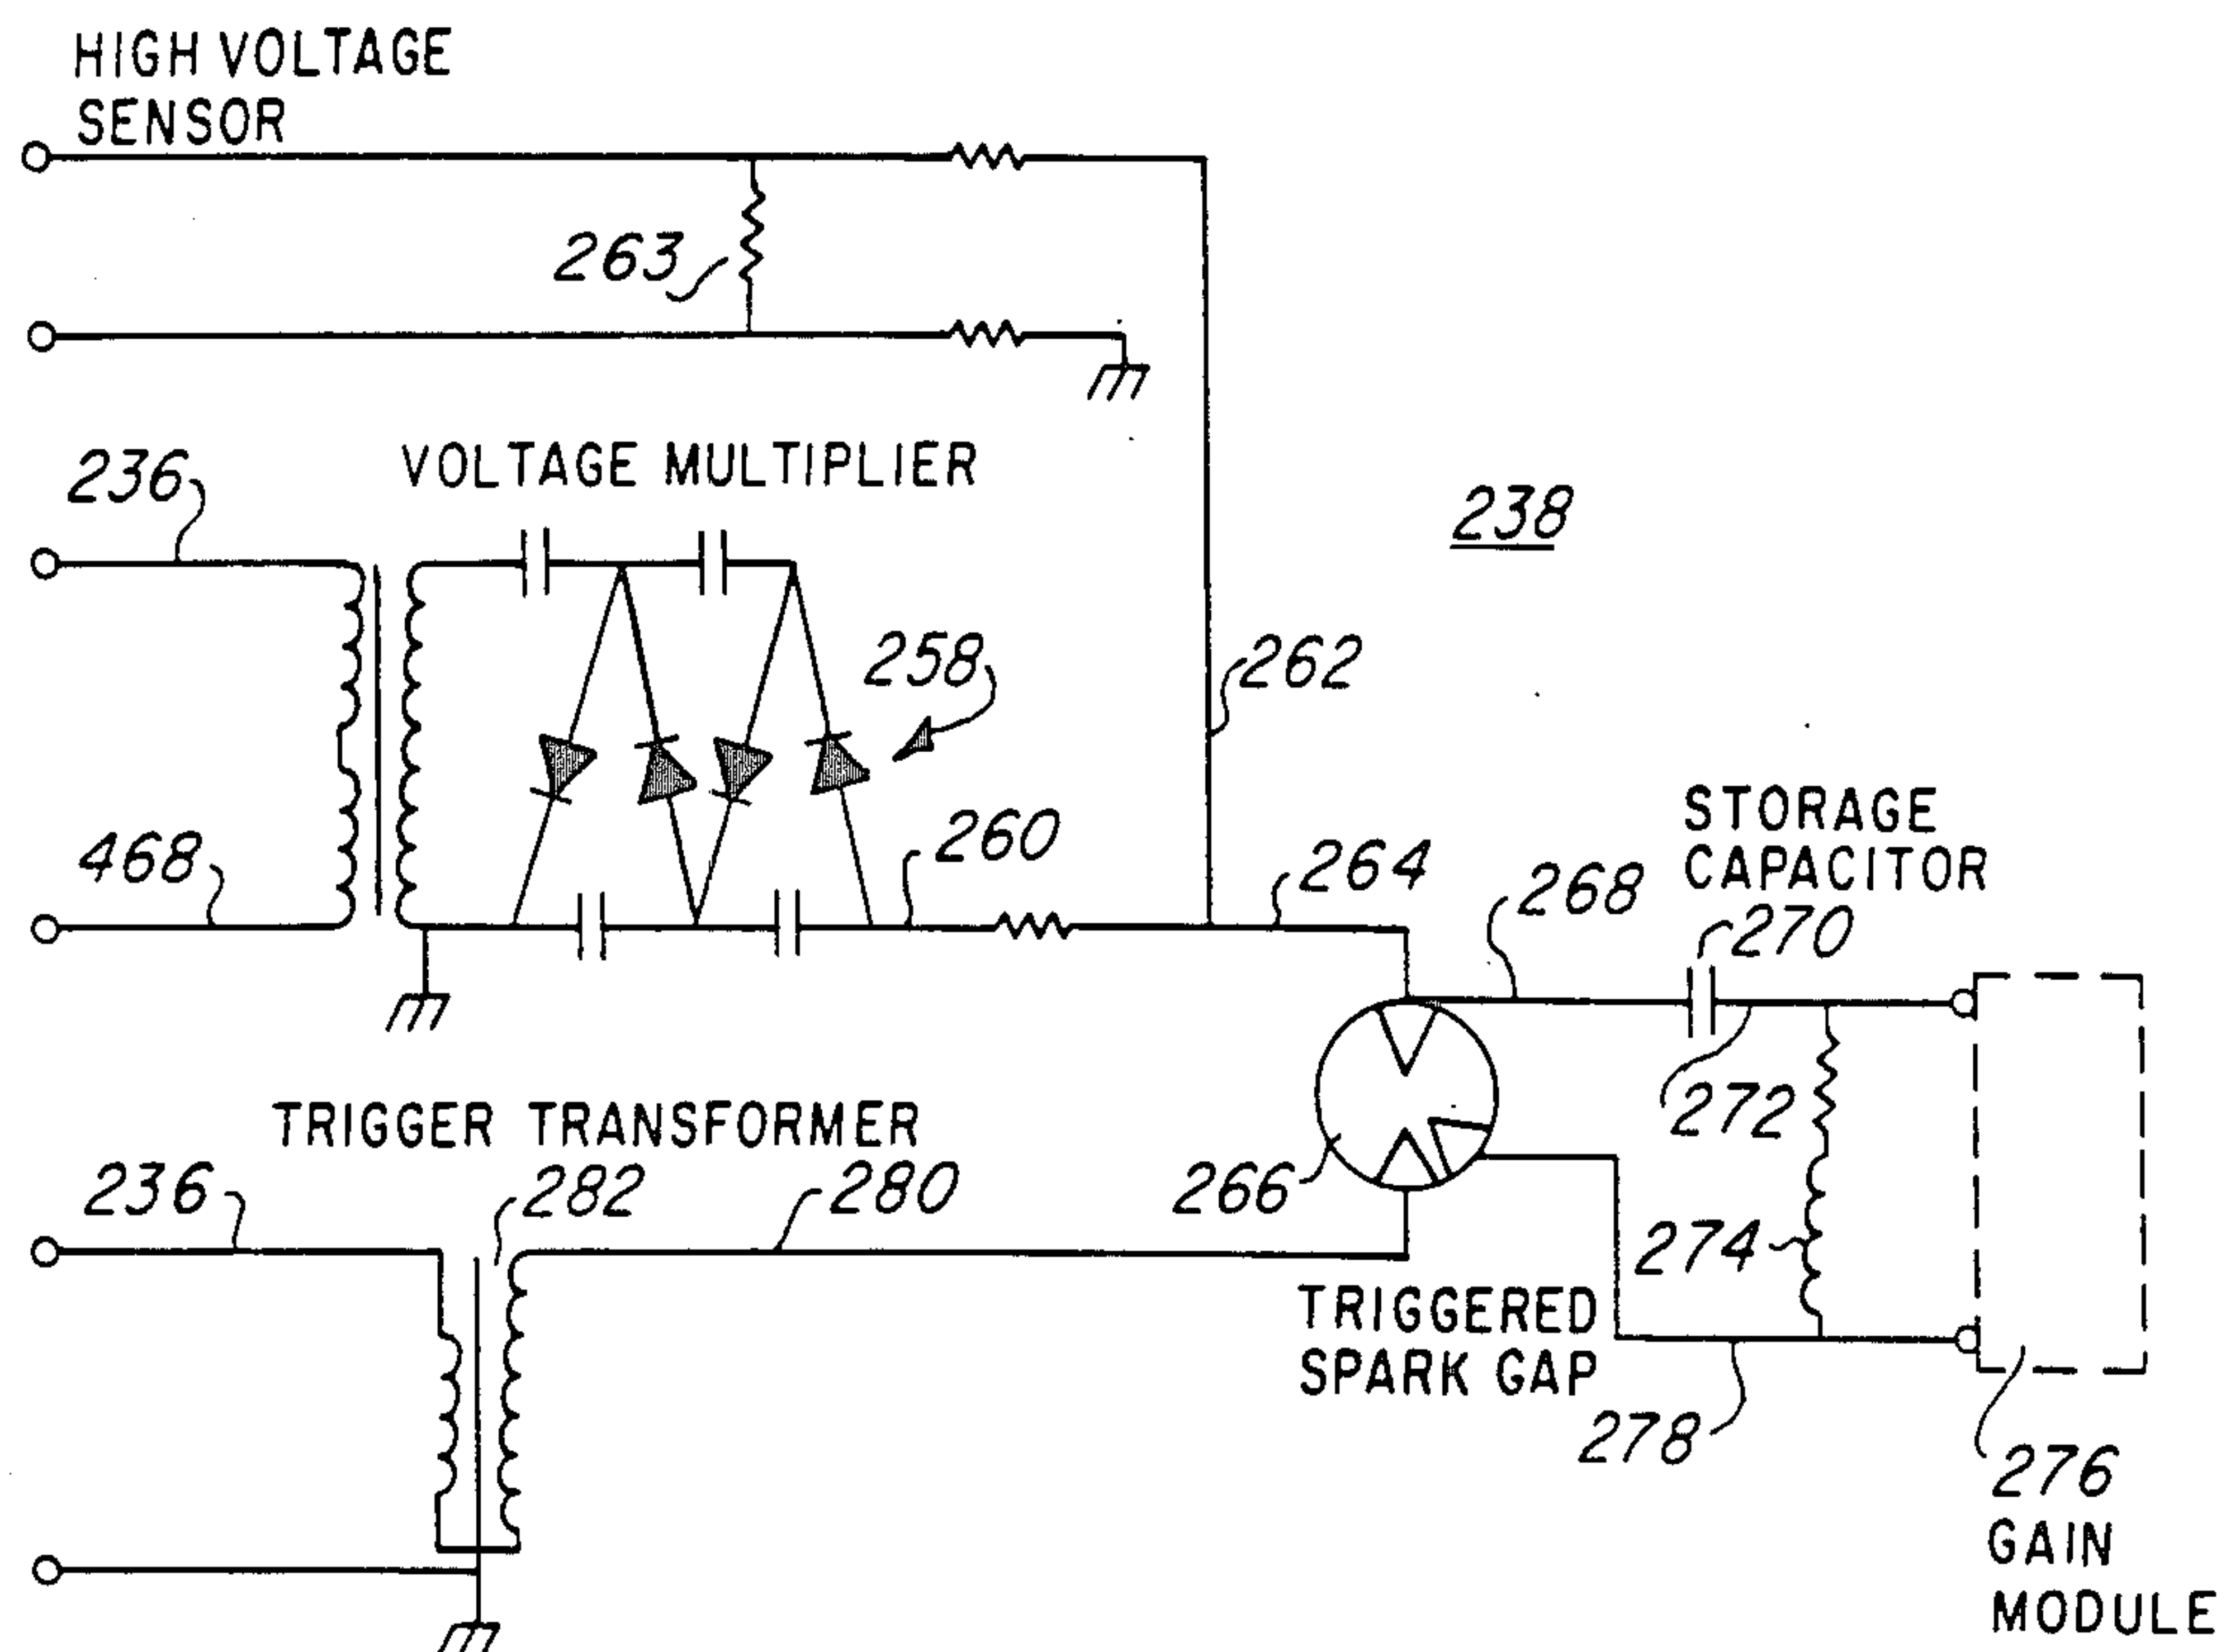 HIGH VOLTAGE
SENSOR
263
236
VOLTAGE MULTIPLIER
238
258
262
468
260
264
268
STORAGE
CAPACITOR
270
TRIGGER TRANSFORMER
236
282
280
266
272
274
TRIGGERED
SPARK GAP
278
276
GAIN
MODULE